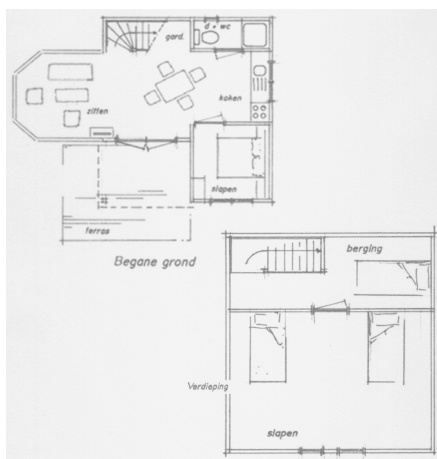 d + wc
gard.
zitten
koken
slapen
terras
Begane grond
berging
Verdieping
slapen